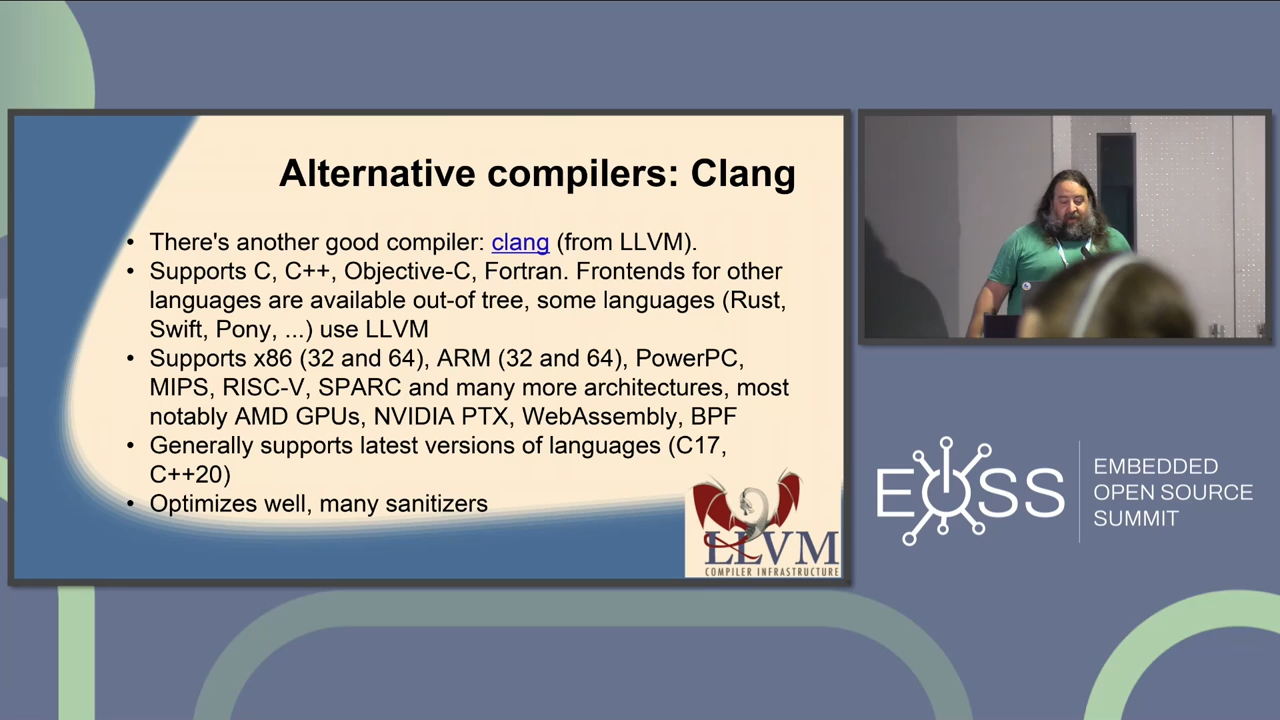 Alternative compilers: Clang
• There's another good compiler: clang (from LLVM).
• Supports C, C++, Objective-C, Fortran. Frontends for other
languages are available out-of tree, some languages (Rust,
Swift, Pony, ...) use LLVM
• Supports x86 (32 and 64), ARM (32 and 64), PowerPC,
MIPS, RISC-V, SPARC and many more architectures, most
notably AMD GPUs, NVIDIA PTX, WebAssembly, BPF
• Generally supports latest versions of languages (C17,
C++20)
• Optimizes well, many sanitizers
LLVM
COMPILER INFRASTRUCTURE
EOSS
EMBEDDED
OPEN SOURCE
SUMMIT